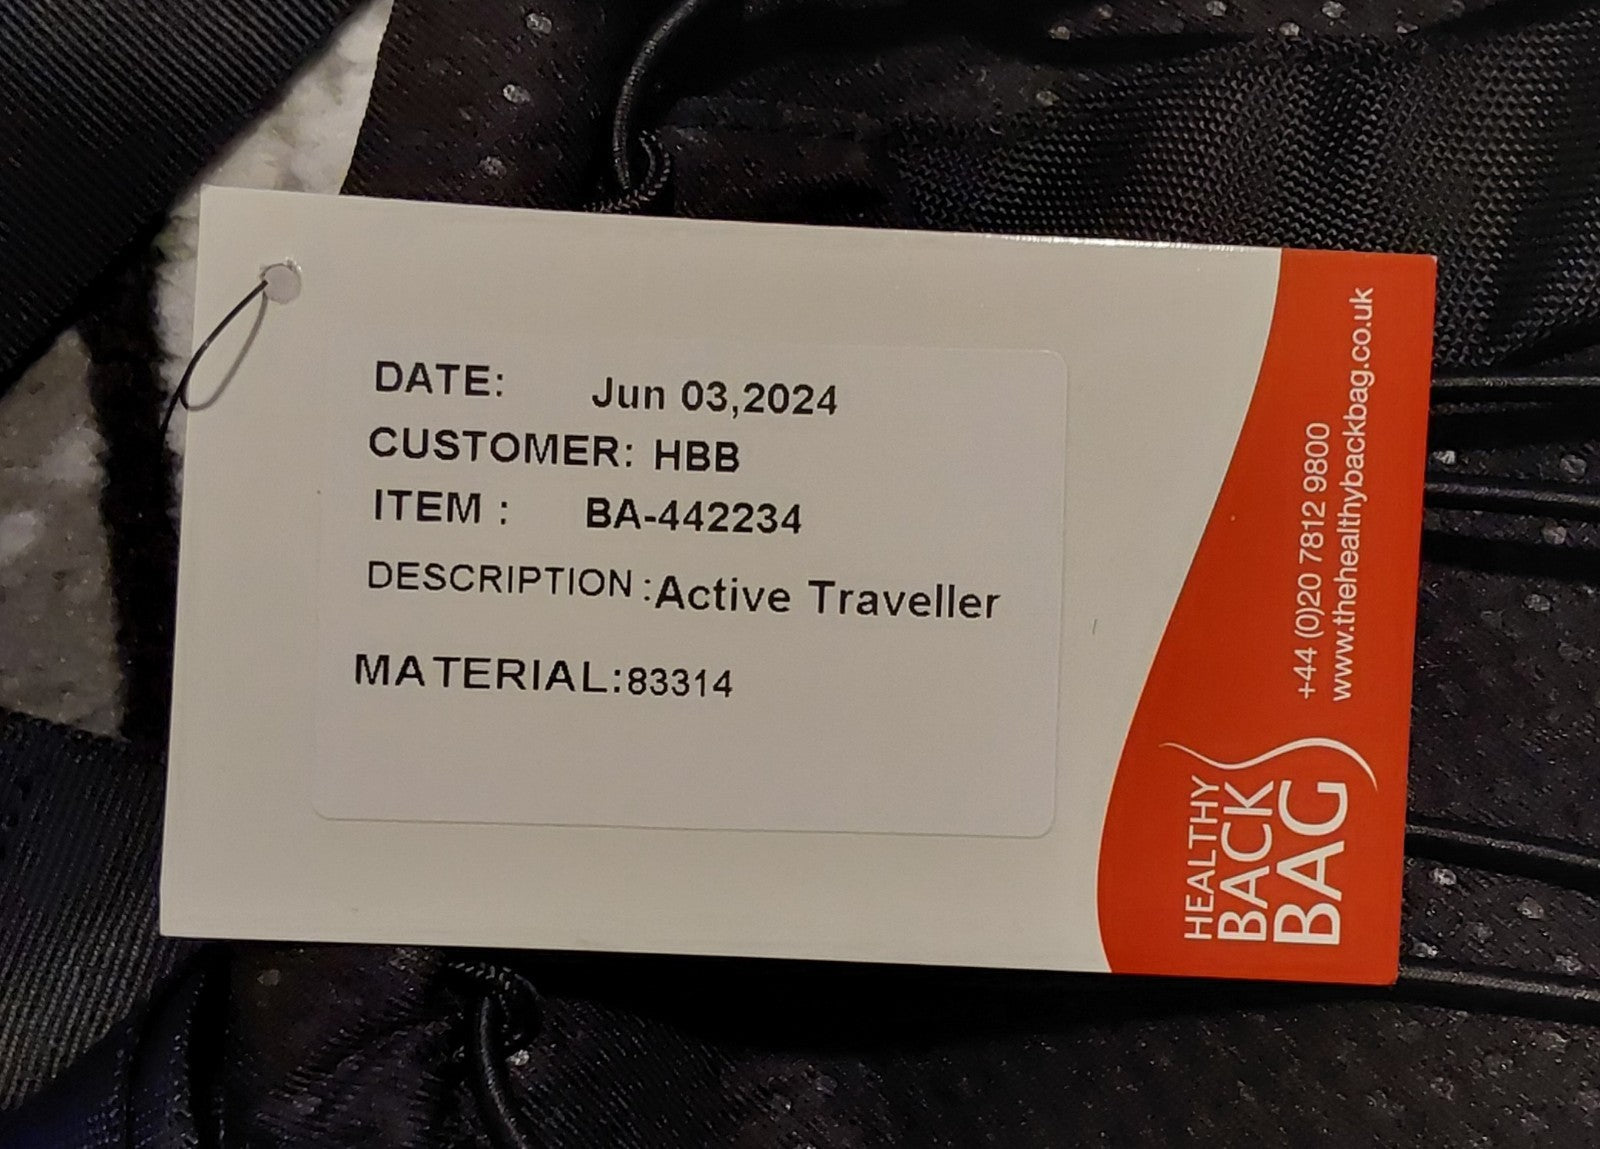 DATE: Jun 03,2024
CUSTOMER: HBB
ITEM : BA-442234
DESCRIPTION :Active Traveller
MATERIAL:83314
HEALTHY
BACK
BAG
+44 (0)20 7812 9800
www.thehealthybackbag.co.uk